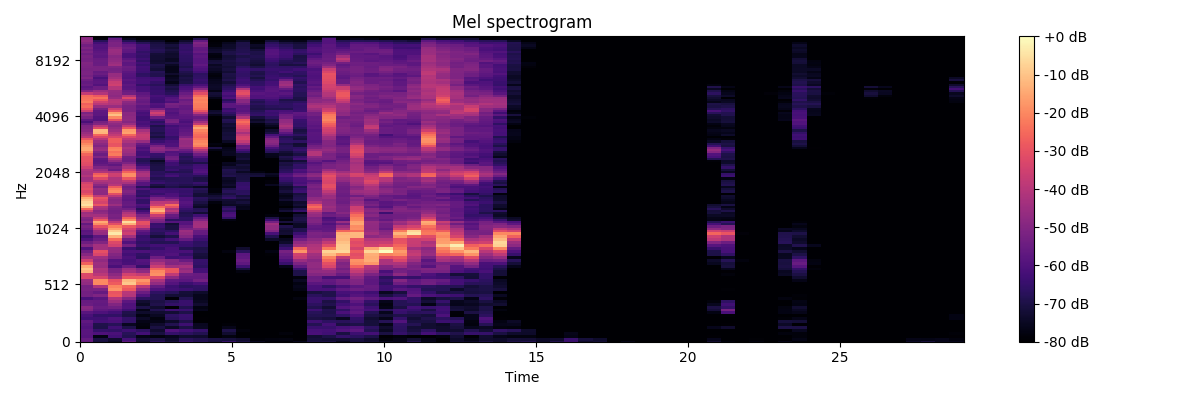 Mel spectrogram
8192
4096
2048
1024
512
0
Hz
0 5 10 15 20 25
Time
+0 dB
-10 dB
-20 dB
-30 dB
-40 dB
-50 dB
-60 dB
-70 dB
-80 dB